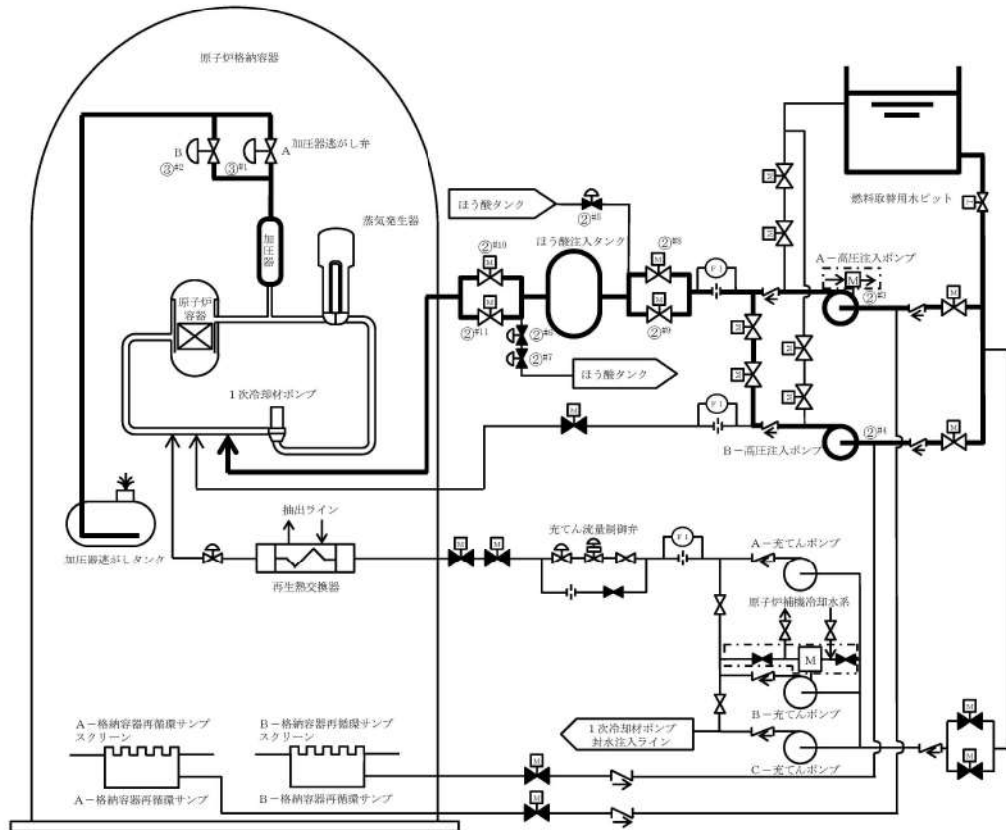 原子炉格納容器
B
③#2
③#1
A
加圧器逃がし弁
蒸気発生器
加圧器
原子炉
容器
1次冷却材ポンプ
加圧器逃がしタンク
ほう酸タンク
②#5
ほう酸注入タンク
M
②#10
M
②#11
②#6
②#7
ほう酸タンク
M
②#8
M
②#9
FI
M
M
M
M
M
M
燃料取替用水ピット
M
A-高圧注入ポンプ
②#3
M
M
FI
M
B-高圧注入ポンプ
②#4
M
抽出ライン
再生熱交換器
M
M
充てん流量制御弁
FI
A-充てんポンプ
原子炉補機冷却水系
M
B-充てんポンプ
1次冷却材ポンプ
封水注入ライン
C-充てんポンプ
M
M
A-格納容器再循環サンプ
スクリーン
A-格納容器再循環サンプ
B-格納容器再循環サンプ
スクリーン
B-格納容器再循環サンプ
M
M